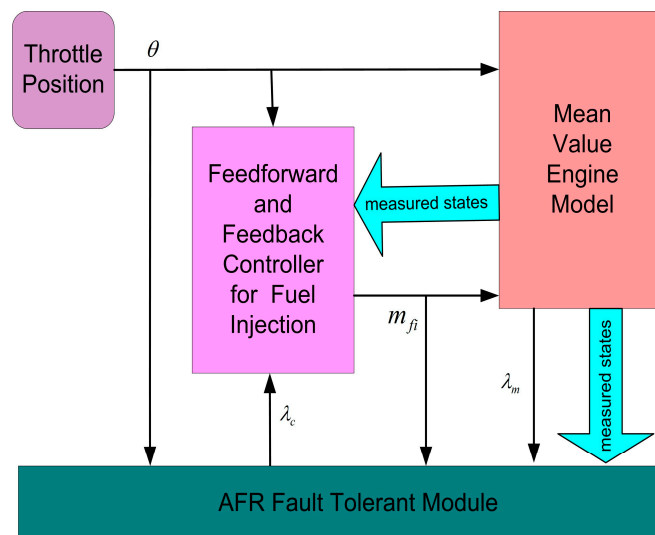 Throttle
Position
θ
Mean
Value
Engine
Model
Feedforward
and
Feedback
Controller
for Fuel
Injection
measured states
m_fi
λ_m
measured states
λ_c
AFR Fault Tolerant Module